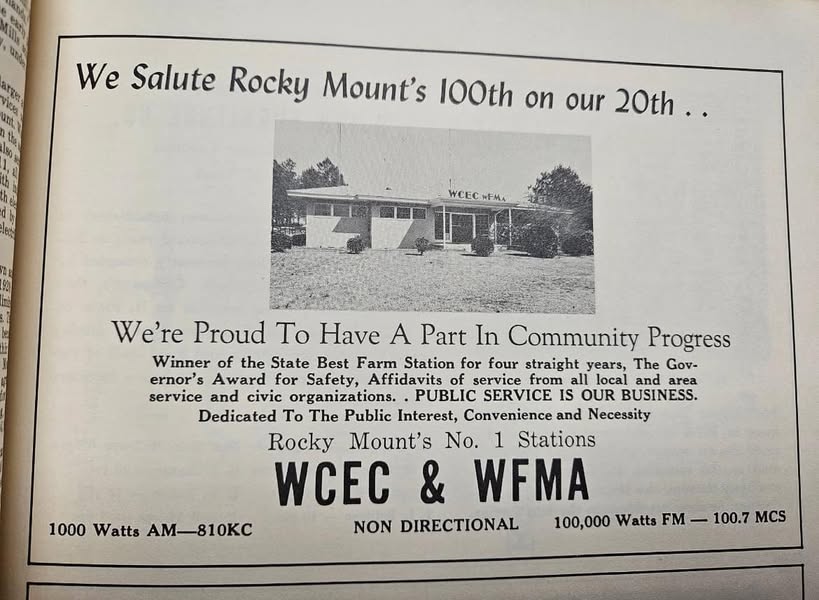 We Salute Rocky Mount's 100th on our 20th . .
WCEC WFMA
We're Proud To Have A Part In Community Progress
Winner of the State Best Farm Station for four straight years, The Gov-
ernor's Award for Safety, Affidavits of service from all local and area
service and civic organizations. . PUBLIC SERVICE IS OUR BUSINESS.
Dedicated To The Public Interest, Convenience and Necessity
Rocky Mount's No. 1 Stations
WCEC & WFMA
1000 Watts AM—810KC
NON DIRECTIONAL
100,000 Watts FM — 100.7 MCS